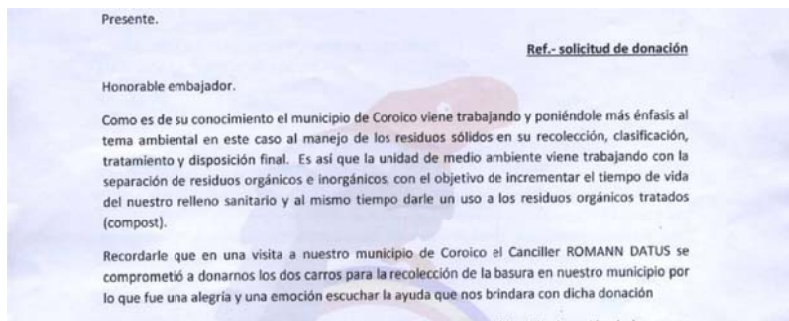 Presente.
Ref.- solicitud de donación
Honorable embajador.
Como es de su conocimiento el municipio de Coroico viene trabajando y poniéndole más énfasis al
tema ambiental en este caso al manejo de los residuos sólidos en su recolección, clasificación,
tratamiento y disposición final. Es así que la unidad de medio ambiente viene trabajando con la
separación de residuos orgánicos e inorgánicos con el objetivo de incrementar el tiempo de vida
del nuestro relleno sanitario y al mismo tiempo darle un uso a los residuos orgánicos tratados
(compost).
Recordarle que en una visita a nuestro municipio de Coroico el Canciller ROMANN DATUS se
comprometió a donarnos los dos carros para la recolección de la basura en nuestro municipio por
lo que fue una alegría y una emoción escuchar la ayuda que nos brindara con dicha donación